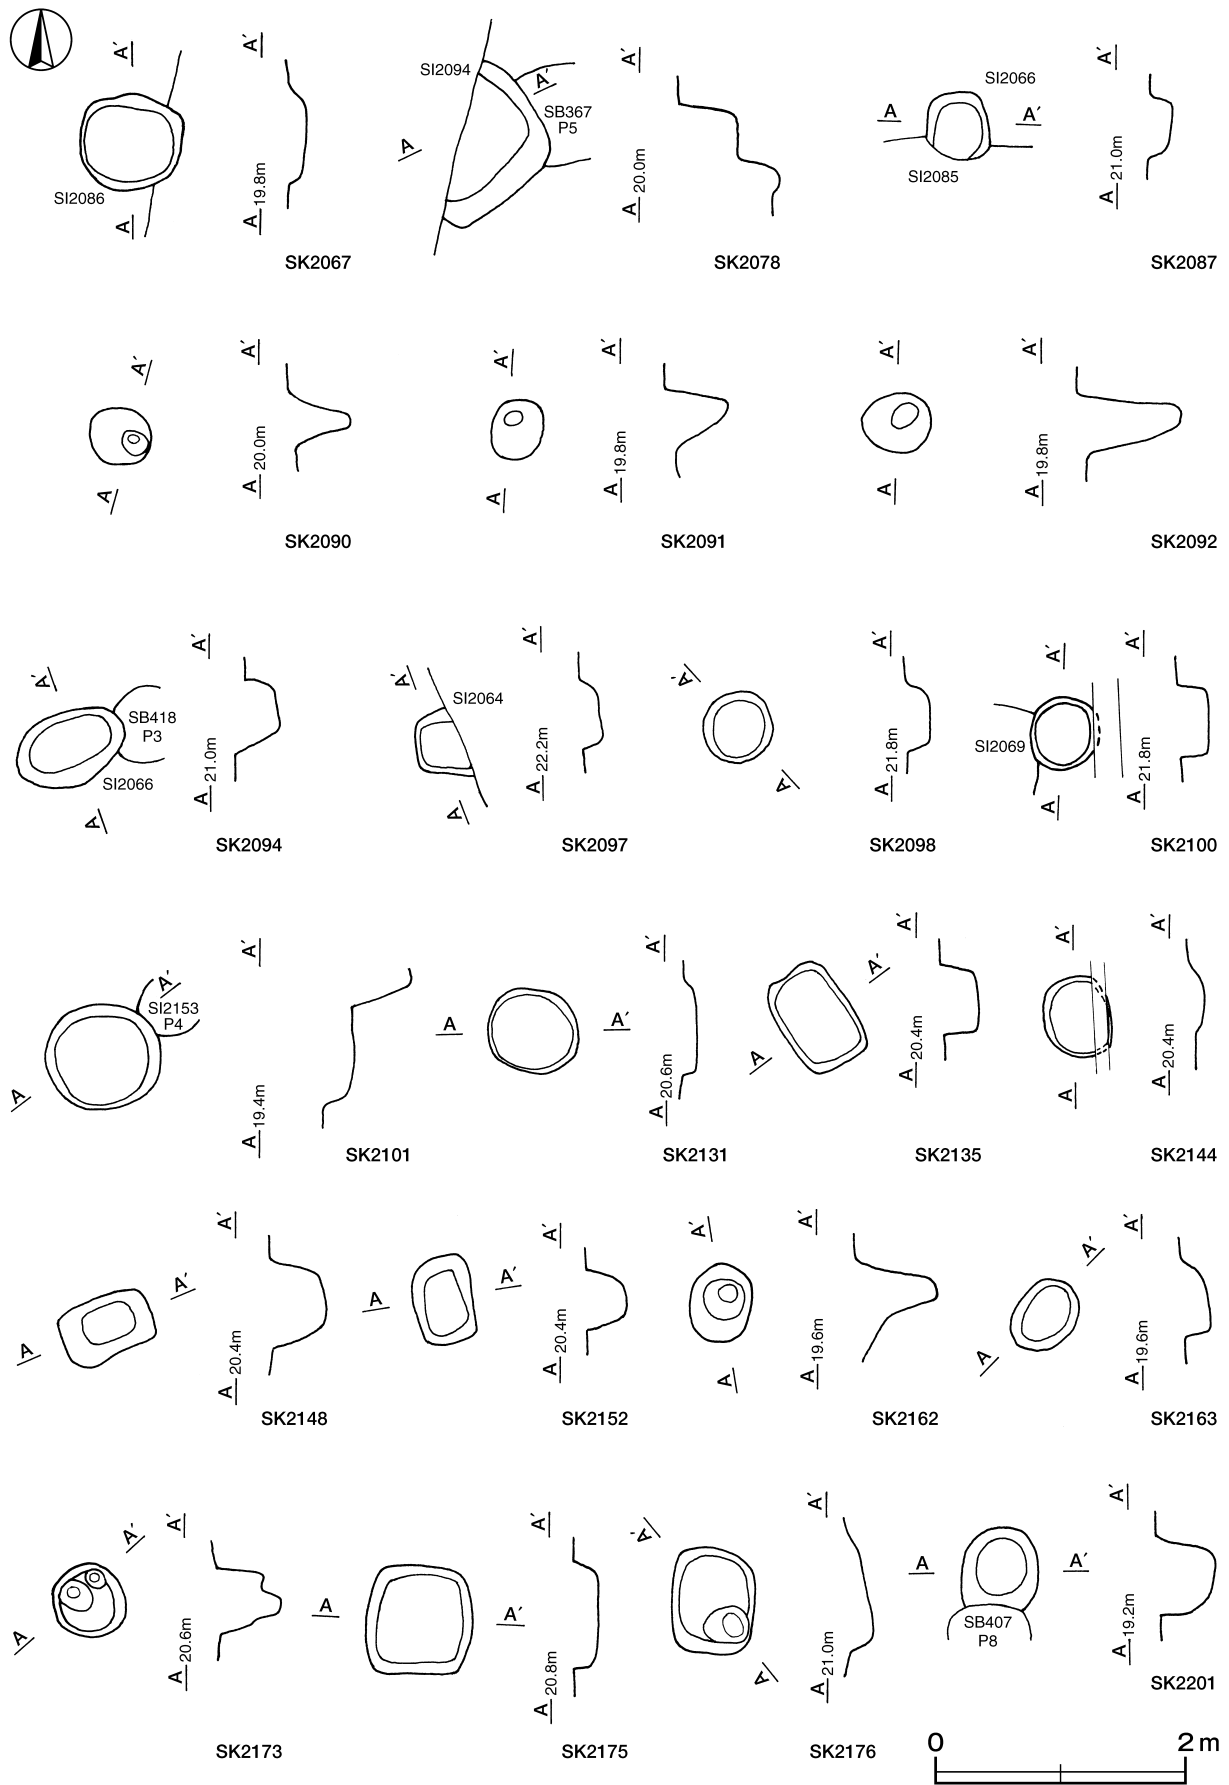 A A' SI2086
A 19.8m A'
SK2067
SI2094 A A' SB367
P5
A 20.0m A'
SK2078
SI2066
A A'
SI2085
A 21.0m A'
SK2087
A A'
A 20.0m A'
SK2090
A A'
A 19.8m A'
SK2091
A A'
A 19.8m A'
SK2092
A A' SB418
P3
SI2066
A 21.0m A'
SK2094
A A' SI2064
A 22.2m A'
SK2097
A A'
A 21.8m A'
SK2098
A A' SI2069
A 21.8m A'
SK2100
A A' SI2153
P4
A 19.4m A'
SK2101
A A'
A 20.6m A'
SK2131
A A'
A 20.4m A'
SK2135
A A'
A 20.4m A'
SK2144
A A'
A 20.4m A'
SK2148
A A'
A 20.4m A'
SK2152
A A'
A 19.6m A'
SK2162
A A'
A 19.6m A'
SK2163
A A'
A 20.6m A'
SK2173
A A'
A 20.8m A'
SK2175
A A'
A 21.0m A'
SK2176
A A'
SB407
P8
A 19.2m A'
SK2201
0 2 m